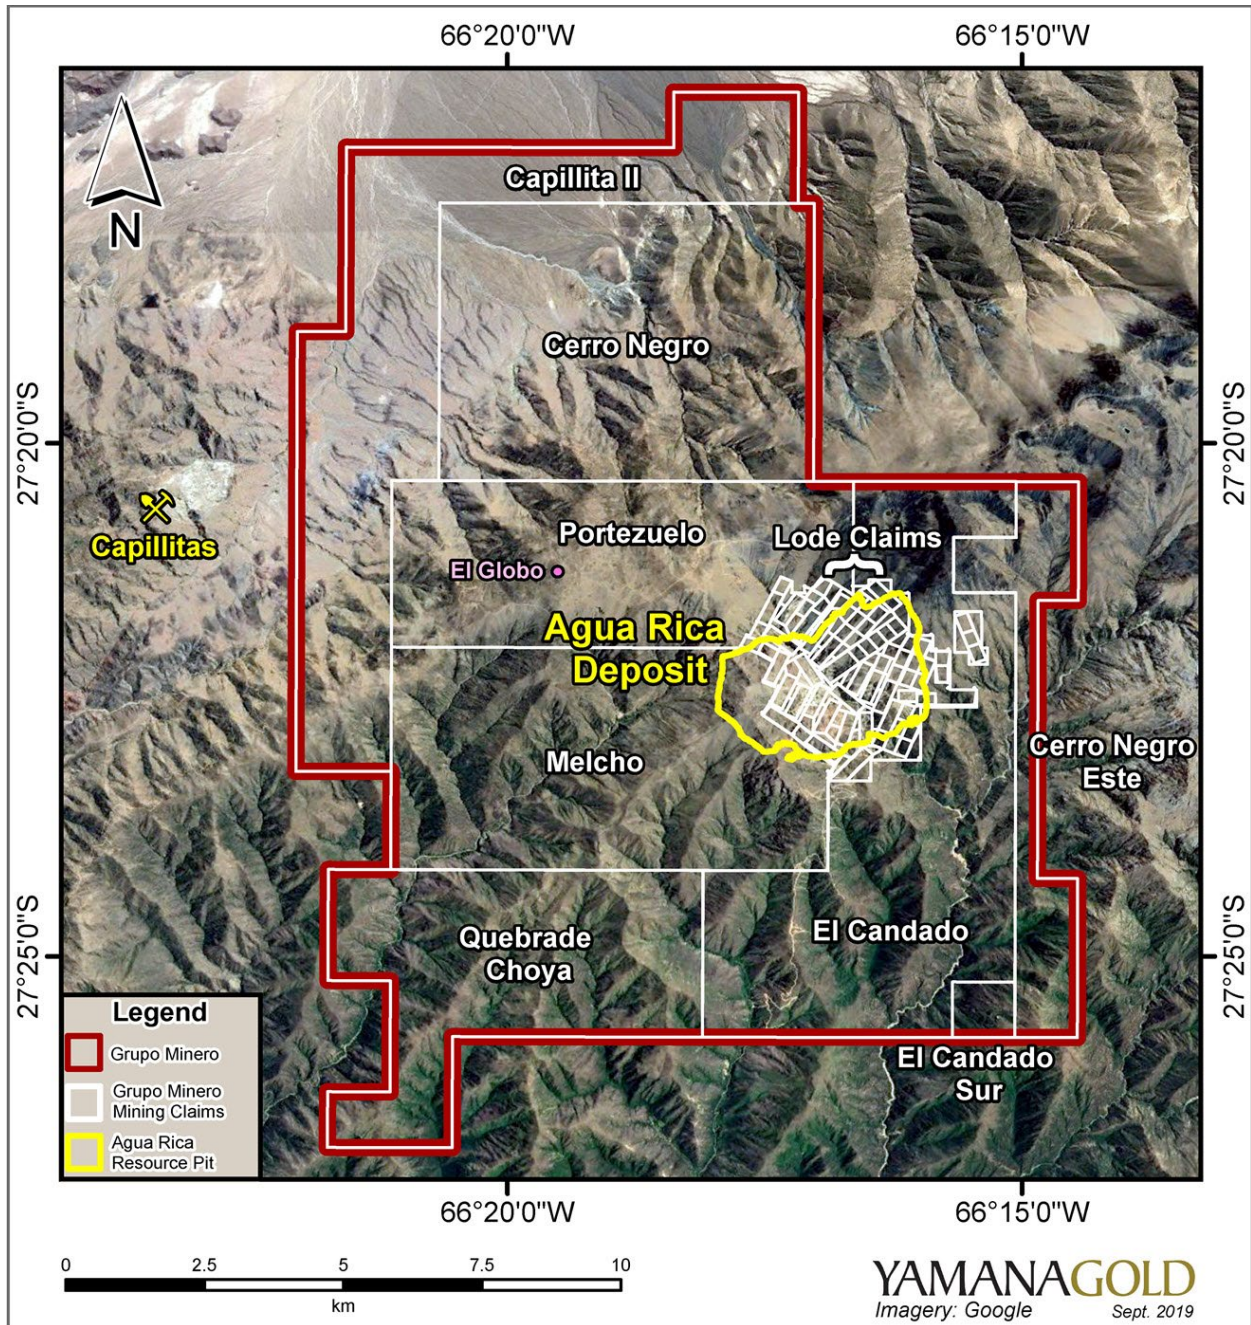 66°20'0"W
66°15'0"W
N
Capillita II
Cerro Negro
27°20'0"S
27°20'0"S
Capillitas
Portezuelo
Lode Claims
El Globo
Agua Rica
Deposit
Melcho
Cerro Negro
Este
Quebrade
Choya
El Candado
27°25'0"S
27°25'0"S
El Candado
Sur
Legend
Grupo Minero
Grupo Minero
Mining Claims
Agua Rica
Resource Pit
66°20'0"W
66°15'0"W
0
2.5
5
7.5
10
km
YAMANAGOLD
Imagery: Google
Sept. 2019